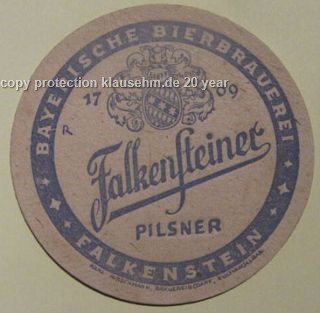 copy protection klausehm.de 20 year
BAYERISCHE BIERBRAUEREI
17 09
R
Falkensteiner
PILSNER
FALKENSTEIN